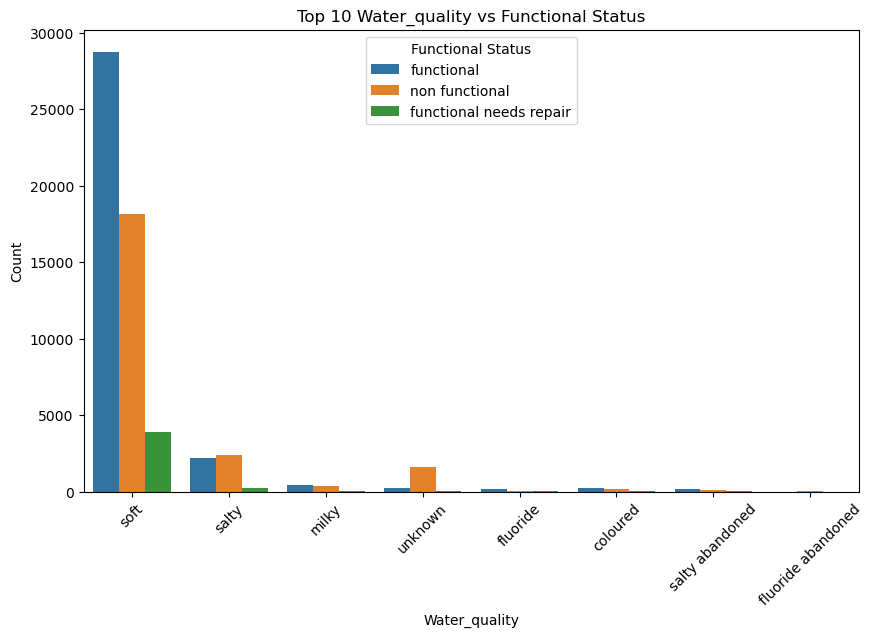 Top 10 Water_quality vs Functional Status
Functional Status
functional
non functional
functional needs repair
Count
30000
25000
20000
15000
10000
5000
0
soft
salty
milky
unknown
fluoride
coloured
salty abandoned
fluoride abandoned
Water_quality